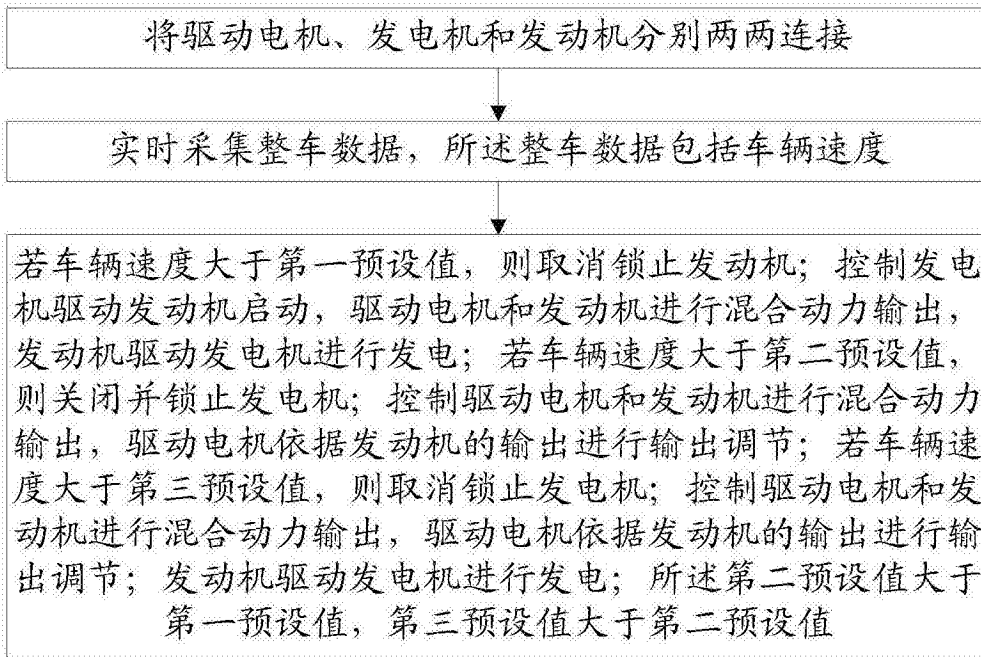 将驱动电机、发电机和发动机分别两两连接
实时采集整车数据，所述整车数据包括车辆速度
若车辆速度大于第一预设值，则取消锁止发动机；控制发电
机驱动发动机启动，驱动电机和发动机进行混合动力输出，
发动机驱动发电机进行发电；若车辆速度大于第二预设值，
则关闭并锁止发电机；控制驱动电机和发动机进行混合动力
输出，驱动电机依据发动机的输出进行输出调节；若车辆速
度大于第三预设值，则取消锁止发电机；控制驱动电机和发
动机进行混合动力输出，驱动电机依据发动机的输出进行输
出调节；发动机驱动发电机进行发电；所述第二预设值大于
第一预设值，第三预设值大于第二预设值